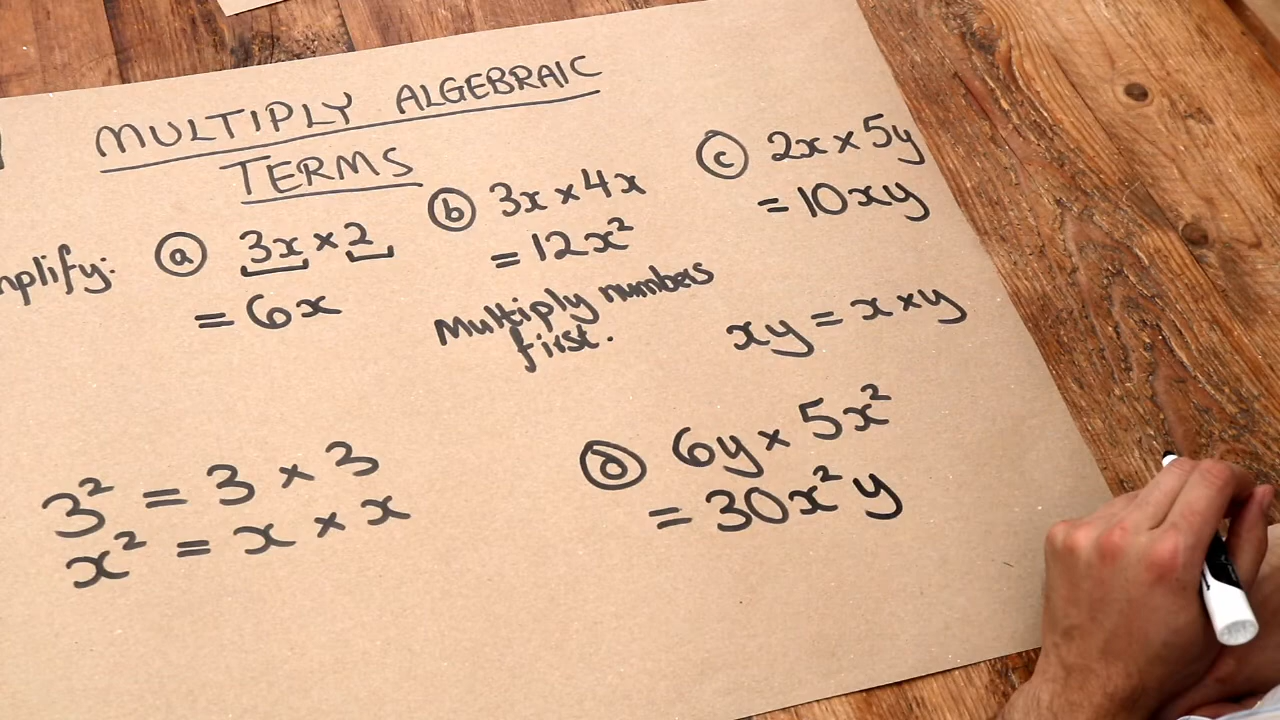 MULTIPLY ALGEBRAIC
TERMS
mplify:
ⓐ 3x × 2
= 6x
ⓑ 3x × 4x
= 12x²
Multiply numbers
first.
ⓒ 2x × 5y
= 10xy
xy = x × y
3² = 3 × 3
x² = x × x
ⓓ 6y × 5x²
= 30x²y